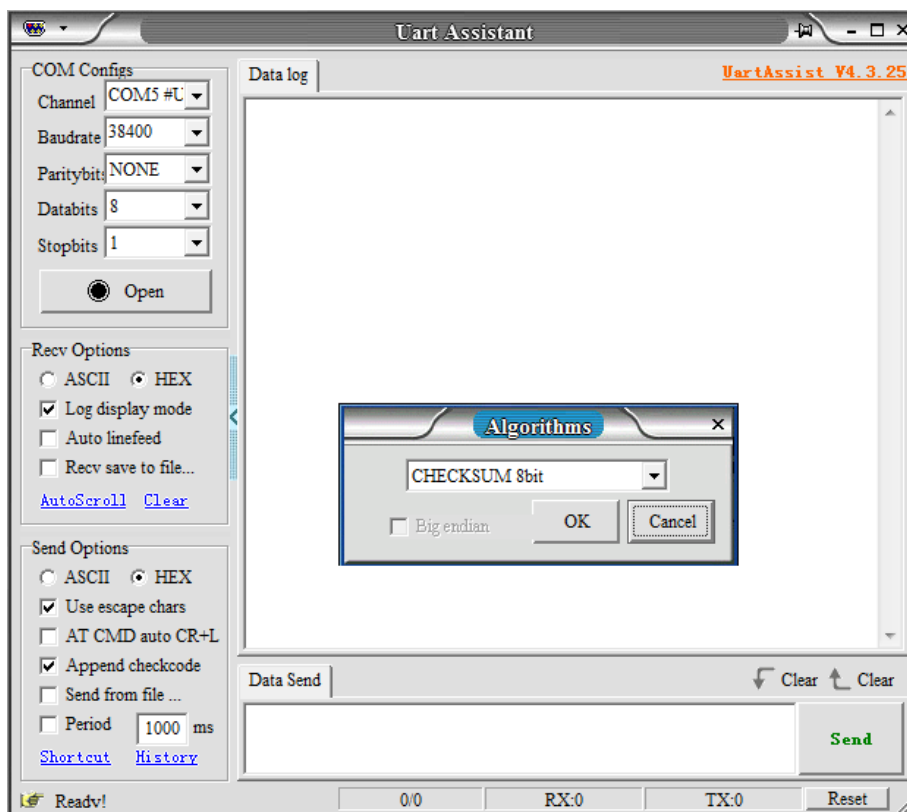 Uart Assistant
COM Configs
Channel COM5 #U
Baudrate 38400
Paritybits NONE
Databits 8
Stopbits 1
Open
Recv Options
ASCII HEX
Log display mode
Auto linefeed
Recv save to file...
AutoScroll Clear
Send Options
ASCII HEX
Use escape chars
AT CMD auto CR+L
Append checkcode
Send from file ...
Period 1000 ms
Shortcut History
Data log
UartAssist V4.3.25
Algorithms
CHECKSUM 8bit
Big endian
OK
Cancel
Data Send
Clear Clear
Send
Ready!
0/0
RX:0
TX:0
Reset